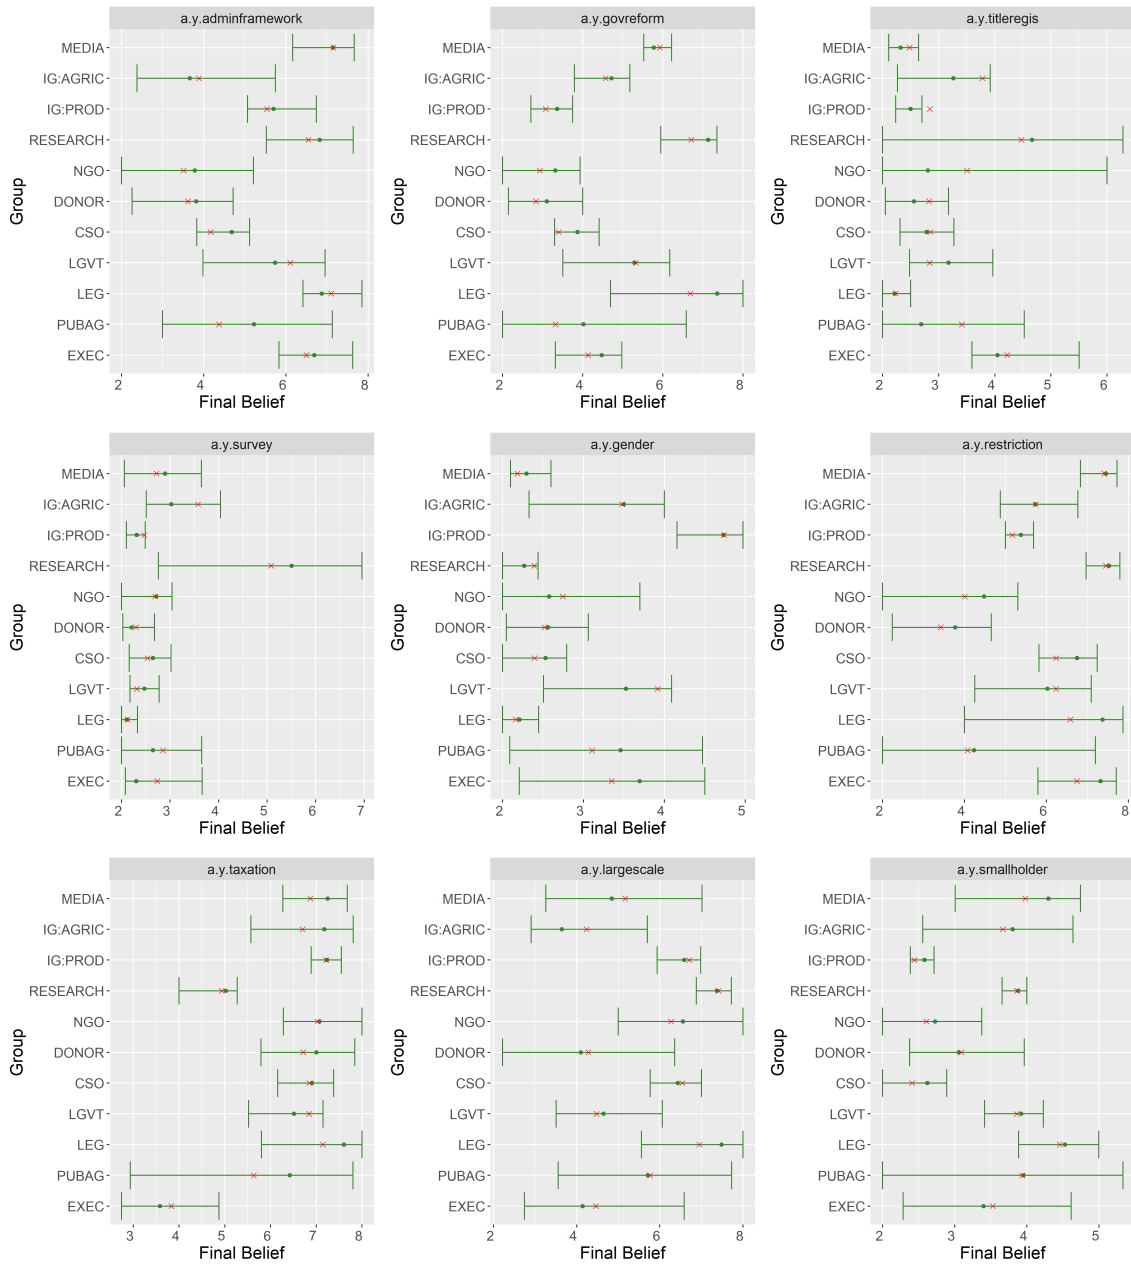 a.y.adminframework
Group
MEDIA
IG:AGRIC
IG:PROD
RESEARCH
NGO
DONOR
CSO
LGVT
LEG
PUBAG
EXEC
2 4 6 8
Final Belief
a.y.govreform
Group
MEDIA
IG:AGRIC
IG:PROD
RESEARCH
NGO
DONOR
CSO
LGVT
LEG
PUBAG
EXEC
2 4 6 8
Final Belief
a.y.titleregis
Group
MEDIA
IG:AGRIC
IG:PROD
RESEARCH
NGO
DONOR
CSO
LGVT
LEG
PUBAG
EXEC
2 3 4 5 6
Final Belief
a.y.survey
Group
MEDIA
IG:AGRIC
IG:PROD
RESEARCH
NGO
DONOR
CSO
LGVT
LEG
PUBAG
EXEC
2 3 4 5 6 7
Final Belief
a.y.gender
Group
MEDIA
IG:AGRIC
IG:PROD
RESEARCH
NGO
DONOR
CSO
LGVT
LEG
PUBAG
EXEC
2 3 4 5
Final Belief
a.y.restriction
Group
MEDIA
IG:AGRIC
IG:PROD
RESEARCH
NGO
DONOR
CSO
LGVT
LEG
PUBAG
EXEC
2 4 6 8
Final Belief
a.y.taxation
Group
MEDIA
IG:AGRIC
IG:PROD
RESEARCH
NGO
DONOR
CSO
LGVT
LEG
PUBAG
EXEC
3 4 5 6 7 8
Final Belief
a.y.largescale
Group
MEDIA
IG:AGRIC
IG:PROD
RESEARCH
NGO
DONOR
CSO
LGVT
LEG
PUBAG
EXEC
2 4 6 8
Final Belief
a.y.smallholder
Group
MEDIA
IG:AGRIC
IG:PROD
RESEARCH
NGO
DONOR
CSO
LGVT
LEG
PUBAG
EXEC
2 3 4 5
Final Belief